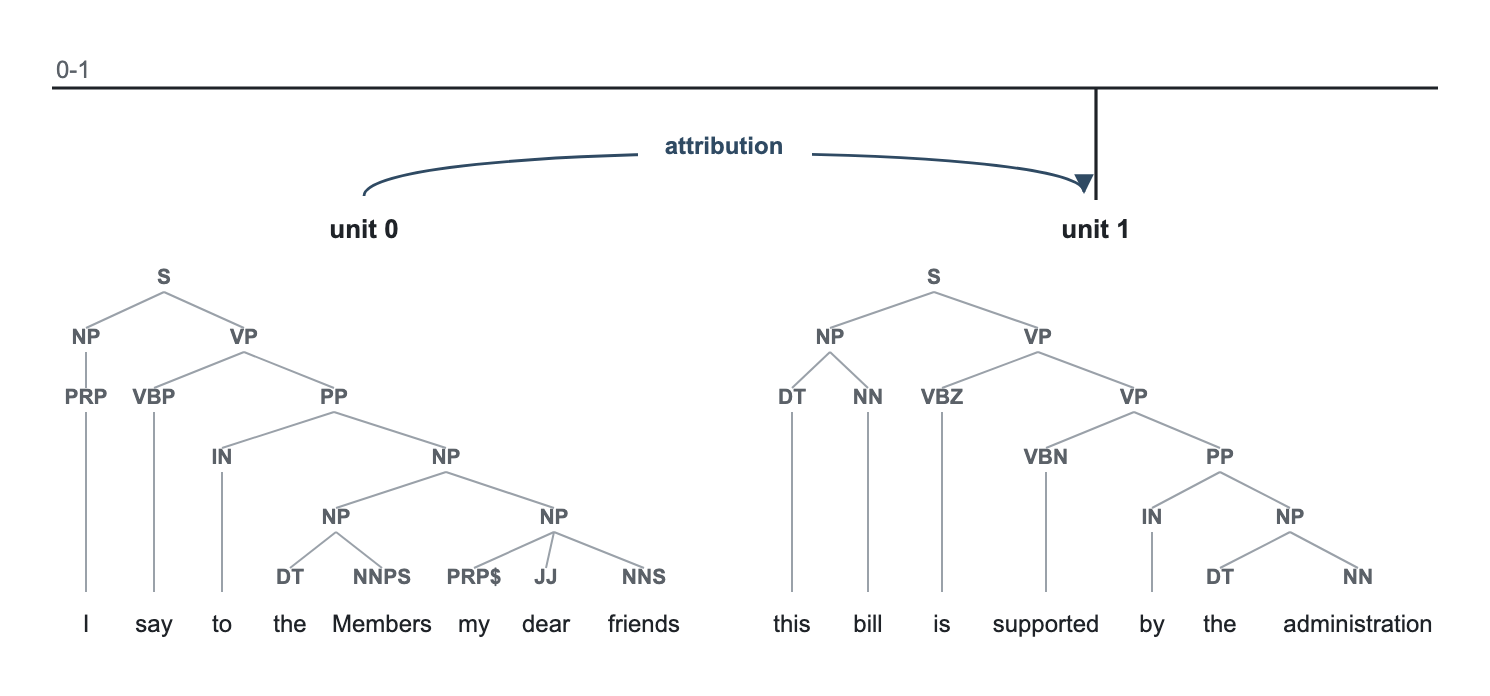 0-1
attribution
unit 0 unit 1
S S
NP VP NP VP
PRP VBP PP DT NN VBZ VP
IN NP VBN PP
NP NP IN NP
DT NNPS PRP$ JJ NNS DT NN
I say to the Members my dear friends this bill is supported by the administration